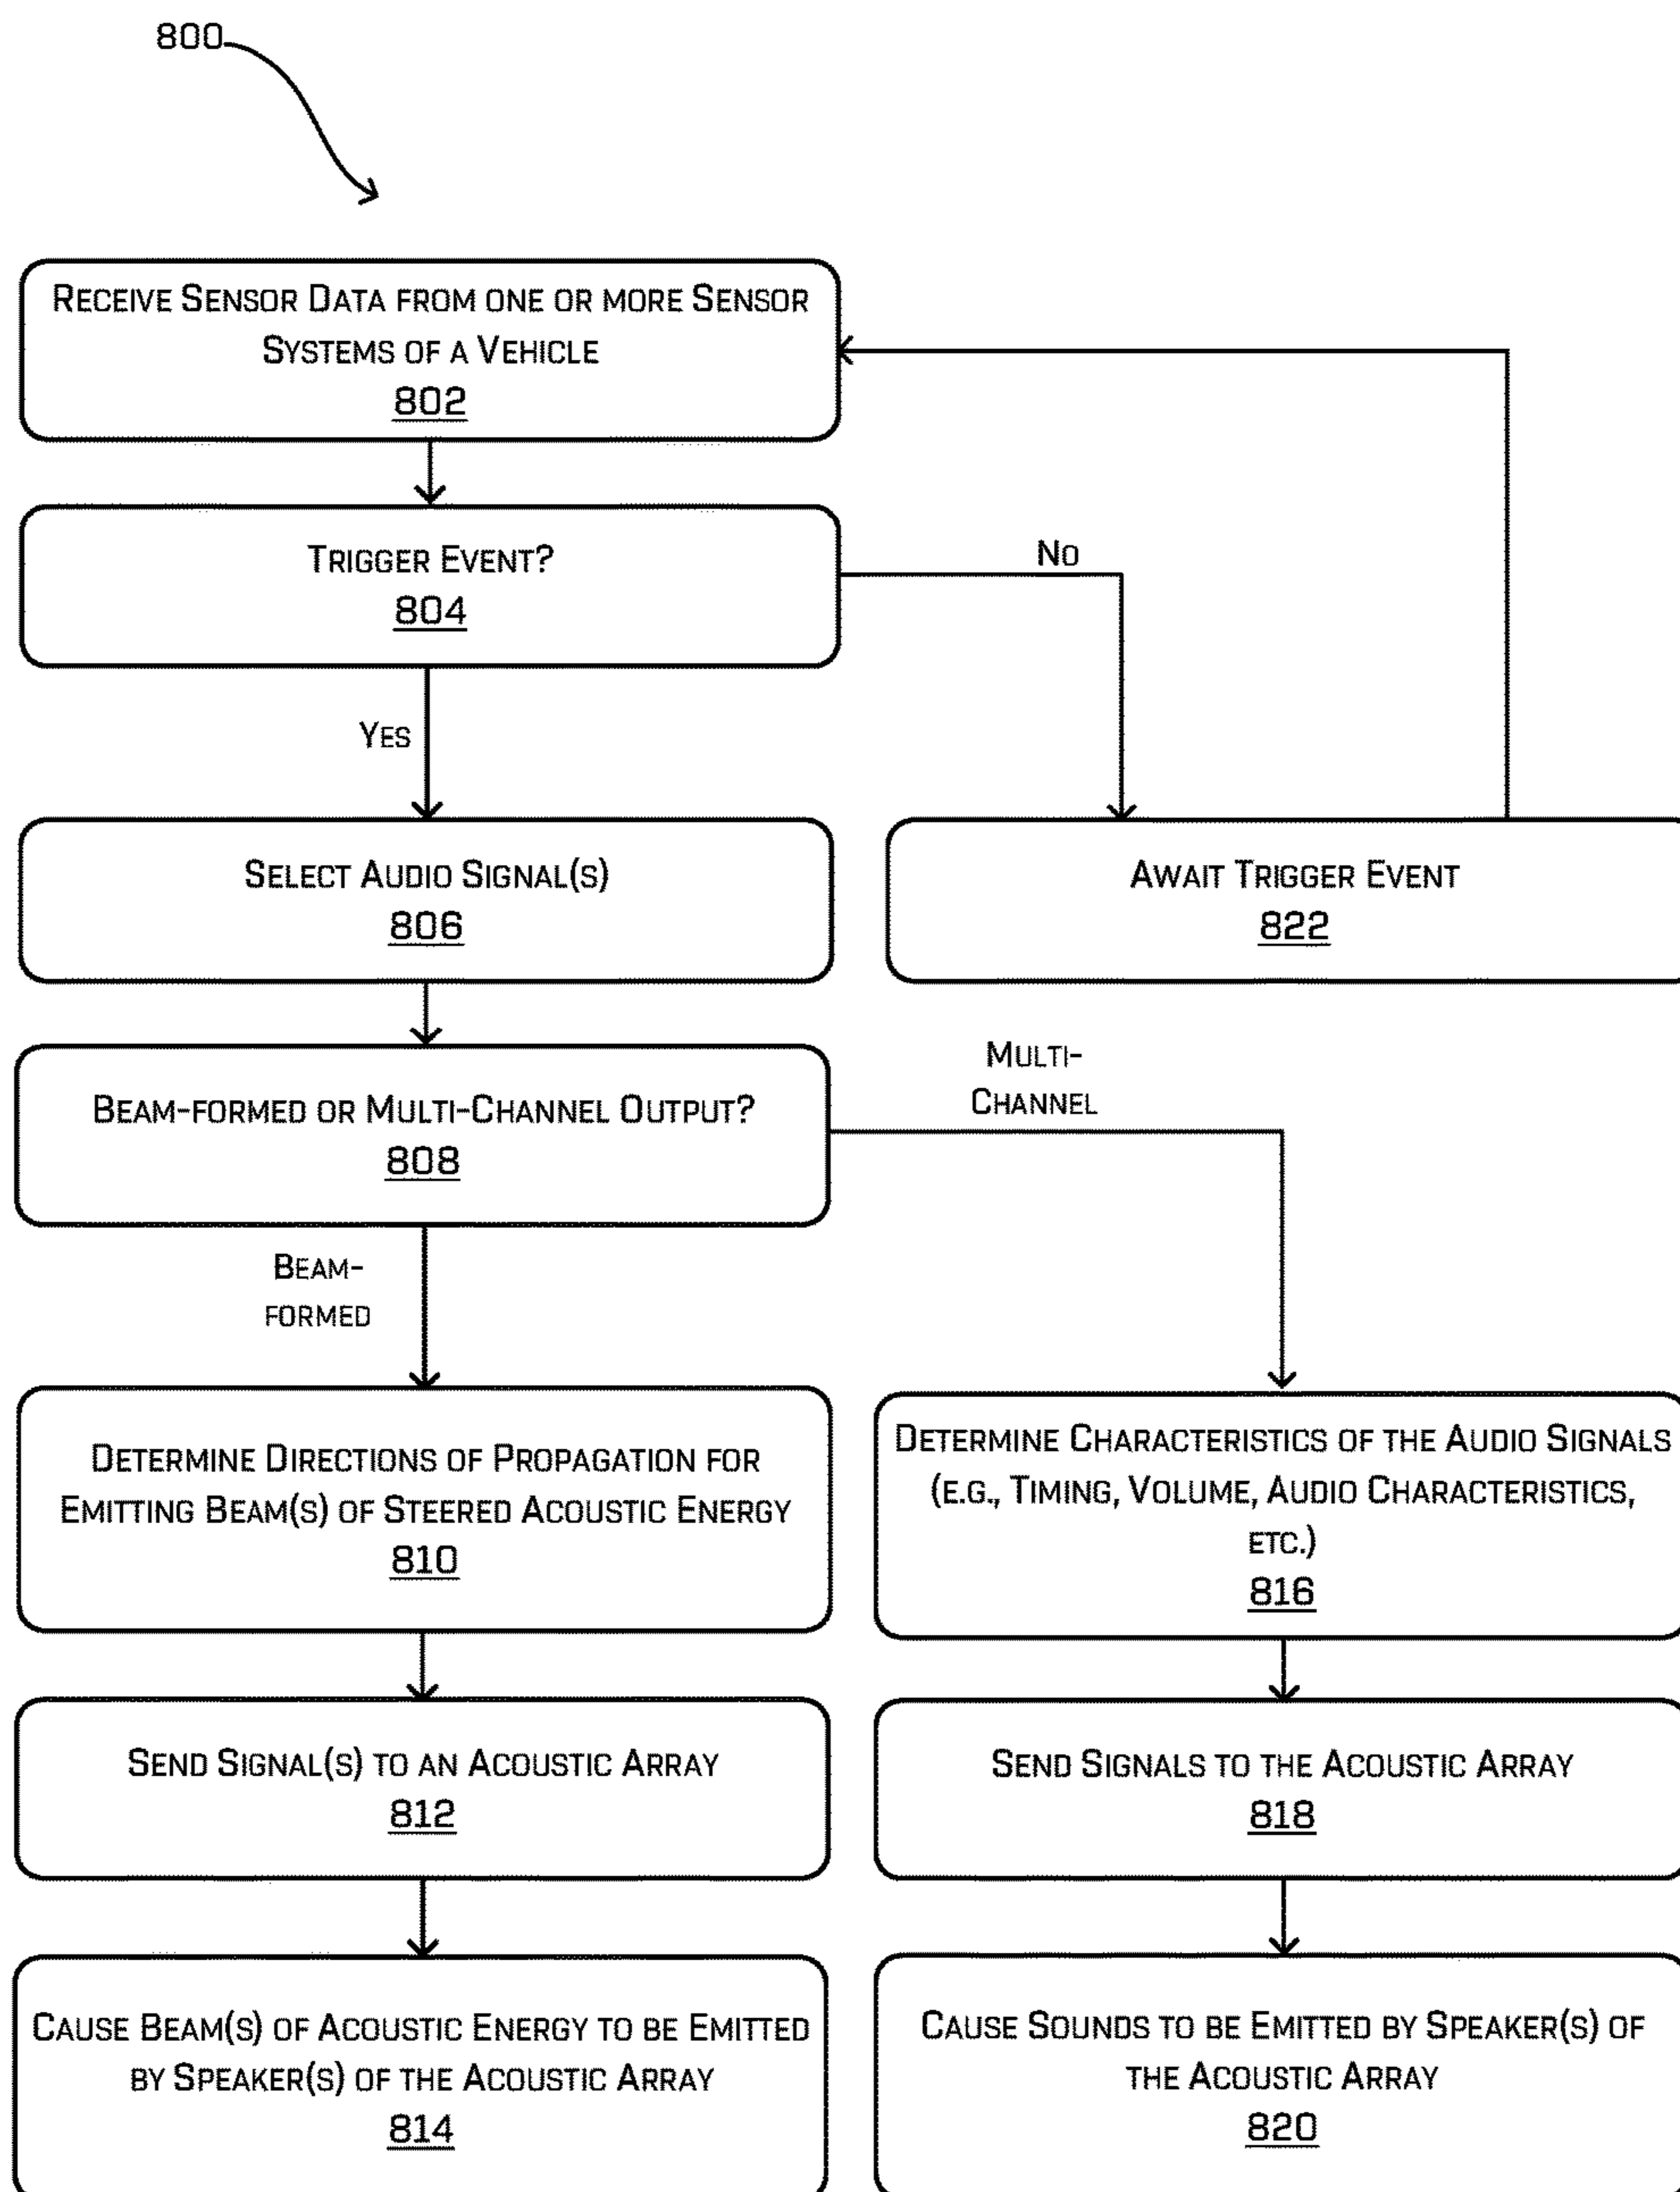 800
RECEIVE SENSOR DATA FROM ONE OR MORE SENSOR
SYSTEMS OF A VEHICLE
802
TRIGGER EVENT?
804
NO
YES
SELECT AUDIO SIGNAL(S)
806
AWAIT TRIGGER EVENT
822
BEAM-FORMED OR MULTI-CHANNEL OUTPUT?
808
MULTI-
CHANNEL
BEAM-
FORMED
DETERMINE DIRECTIONS OF PROPAGATION FOR
EMITTING BEAM(S) OF STEERED ACOUSTIC ENERGY
810
DETERMINE CHARACTERISTICS OF THE AUDIO SIGNALS
(E.G., TIMING, VOLUME, AUDIO CHARACTERISTICS,
ETC.)
816
SEND SIGNAL(S) TO AN ACOUSTIC ARRAY
812
SEND SIGNALS TO THE ACOUSTIC ARRAY
818
CAUSE BEAM(S) OF ACOUSTIC ENERGY TO BE EMITTED
BY SPEAKER(S) OF THE ACOUSTIC ARRAY
814
CAUSE SOUNDS TO BE EMITTED BY SPEAKER(S) OF
THE ACOUSTIC ARRAY
820